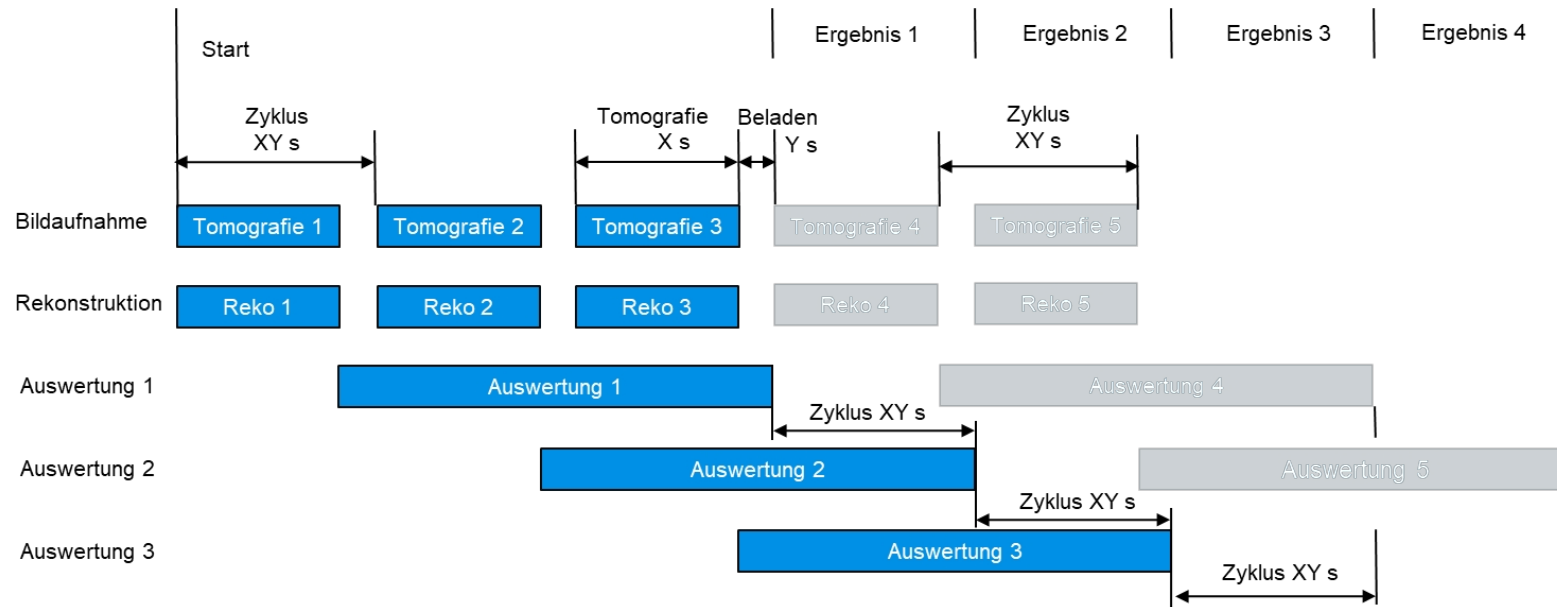 Ergebnis 1
Ergebnis 2
Ergebnis 3
Ergebnis 4
Start
Zyklus
XY s
Tomografie
X s
Beladen
Y s
Zyklus
XY s
Bildaufnahme
Tomografie 1
Tomografie 2
Tomografie 3
Tomografie 4
Tomografie 5
Rekonstruktion
Reko 1
Reko 2
Reko 3
Reko 4
Reko 5
Auswertung 1
Auswertung 1
Auswertung 4
Zyklus XY s
Auswertung 2
Auswertung 2
Auswertung 5
Zyklus XY s
Auswertung 3
Auswertung 3
Zyklus XY s